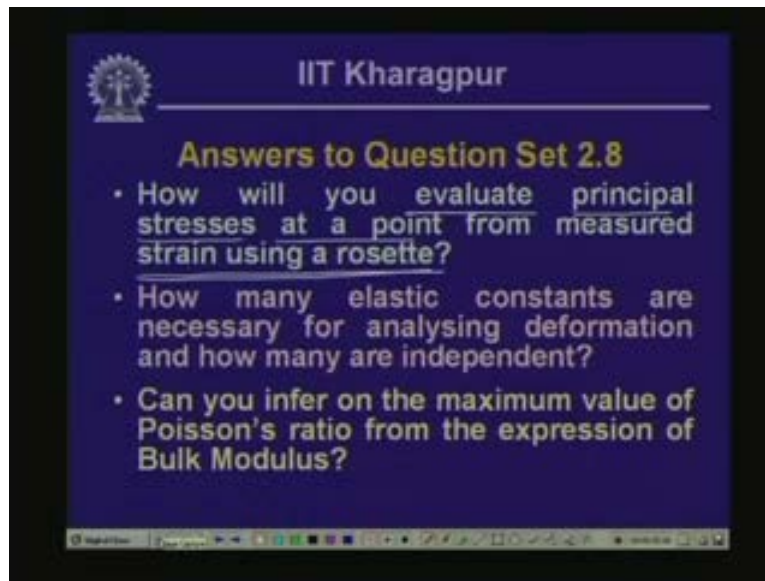 IIT Kharagpur
Answers to Question Set 2.8
• How will you evaluate principal
stresses at a point from measured
strain using a rosette?
• How many elastic constants are
necessary for analysing deformation
and how many are independent?
• Can you infer on the maximum value of
Poisson's ratio from the expression of
Bulk Modulus?